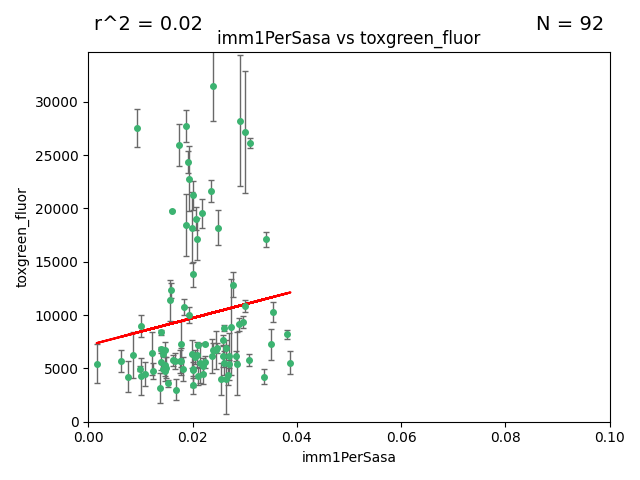 r^2 = 0.02
N = 92
imm1PerSasa vs toxgreen_fluor
30000
25000
20000
15000
10000
5000
0
toxgreen_fluor
0.00
0.02
0.04
0.06
0.08
0.10
imm1PerSasa